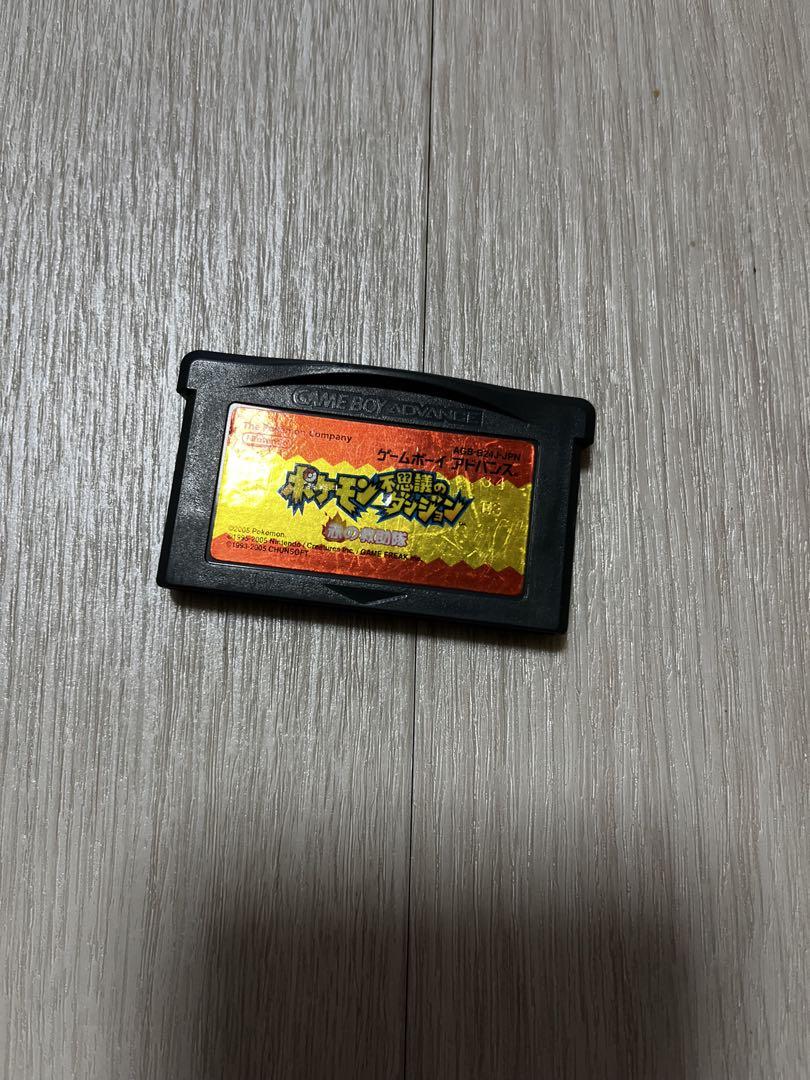 GAME BOY ADVANCE
The Pokémon Company
Nintendo
AGB-B24J-JPN
ゲームボーイ アドバンス
ポケモン不思議のダンジョン
赤の救助隊
©2005 Pokémon.
©1995-2005 Nintendo / Creatures Inc. / GAME FREAK inc.
©1993-2005 CHUNSOFT